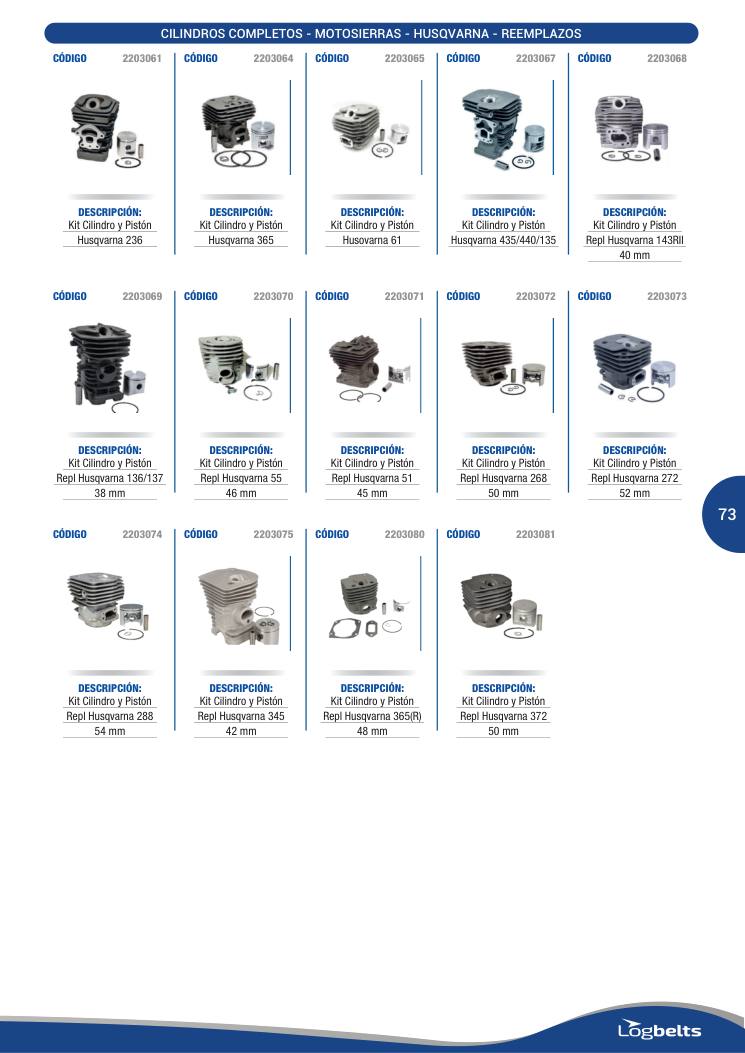 CILINDROS COMPLETOS - MOTOSIERRAS - HUSQVARNA - REEMPLAZOS
CÓDIGO 2203061
DESCRIPCIÓN:
Kit Cilindro y Pistón
Husqvarna 236
CÓDIGO 2203064
DESCRIPCIÓN:
Kit Cilindro y Pistón
Husqvarna 365
CÓDIGO 2203065
DESCRIPCIÓN:
Kit Cilindro y Pistón
Husovarna 61
CÓDIGO 2203067
DESCRIPCIÓN:
Kit Cilindro y Pistón
Husqvarna 435/440/135
CÓDIGO 2203068
DESCRIPCIÓN:
Kit Cilindro y Pistón
Repl Husqvarna 143RII
40 mm
CÓDIGO 2203069
DESCRIPCIÓN:
Kit Cilindro y Pistón
Repl Husqvarna 136/137
38 mm
CÓDIGO 2203070
DESCRIPCIÓN:
Kit Cilindro y Pistón
Repl Husqvarna 55
46 mm
CÓDIGO 2203071
DESCRIPCIÓN:
Kit Cilindro y Pistón
Repl Husqvarna 51
45 mm
CÓDIGO 2203072
DESCRIPCIÓN:
Kit Cilindro y Pistón
Repl Husqvarna 268
50 mm
CÓDIGO 2203073
DESCRIPCIÓN:
Kit Cilindro y Pistón
Repl Husqvarna 272
52 mm
73
CÓDIGO 2203074
DESCRIPCIÓN:
Kit Cilindro y Pistón
Repl Husqvarna 288
54 mm
CÓDIGO 2203075
DESCRIPCIÓN:
Kit Cilindro y Pistón
Repl Husqvarna 345
42 mm
CÓDIGO 2203080
DESCRIPCIÓN:
Kit Cilindro y Pistón
Repl Husqvarna 365(R)
48 mm
CÓDIGO 2203081
DESCRIPCIÓN:
Kit Cilindro y Pistón
Repl Husqvarna 372
50 mm
Logbelts